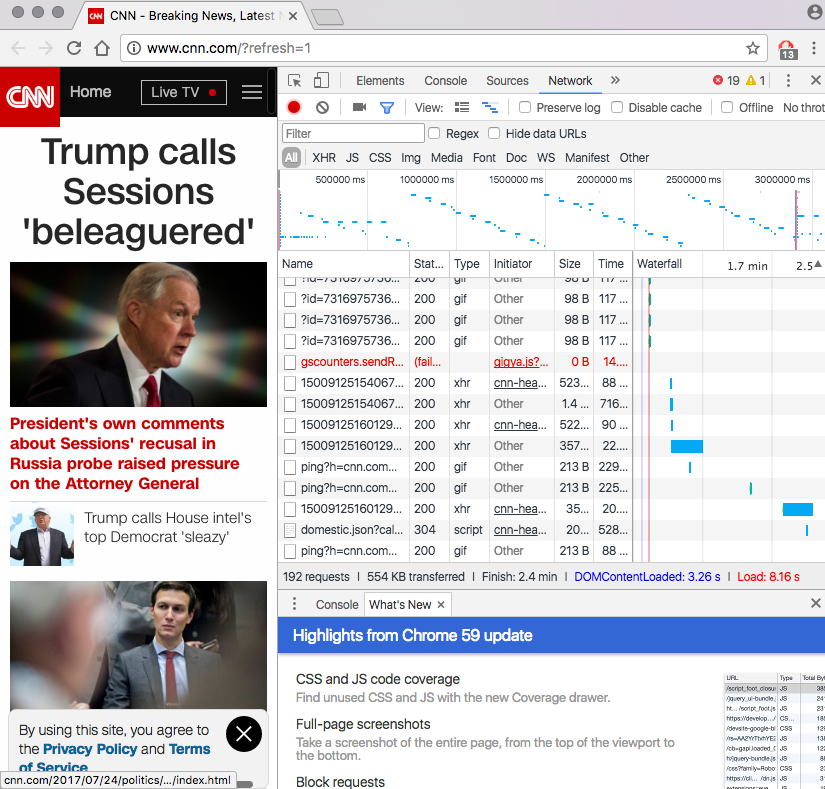 CNN - Breaking News, Latest N
www.cnn.com/?refresh=1
13
CNN
Home
Live TV
Trump calls
Sessions
'beleaguered'
President's own comments
about Sessions' recusal in
Russia probe raised pressure
on the Attorney General
Trump calls House intel's
top Democrat 'sleazy'
By using this site, you agree to
the Privacy Policy and Terms
of Service
cnn.com/2017/07/24/politics/.../index.html
Elements Console Sources Network » 19 1
View: Preserve log Disable cache Offline No thrott
Filter Regex Hide data URLs
All XHR JS CSS Img Media Font Doc WS Manifest Other
500000 ms 1000000 ms 1500000 ms 2000000 ms 2500000 ms 3000000 ms
Name Stat... Type Initiator Size Time Waterfall 1.7 min 2.5
?id=7316975736... 200 gif Other 98 B 117 ...
?id=7316975736... 200 gif Other 98 B 117 ...
?id=7316975736... 200 gif Other 98 B 117 ...
?id=7316975736... 200 gif Other 98 B 117 ...
gscounters.sendR... (fail... gigya.js?... 0 B 14....
15009125154067... 200 xhr cnn-hea... 523... 88 ...
15009125154067... 200 xhr Other 1.4 ... 716...
15009125160129... 200 xhr cnn-hea... 522... 90 ...
15009125160129... 200 xhr Other 357... 22....
ping?h=cnn.com... 200 gif Other 213 B 229...
ping?h=cnn.com... 200 gif Other 213 B 225...
15009125160129... 200 xhr cnn-hea... 35... 20....
domestic.json?cal... 304 script cnn-hea... 20... 528...
ping?h=cnn.com... 200 gif Other 213 B 88 ...
192 requests | 554 KB transferred | Finish: 2.4 min | DOMContentLoaded: 3.26 s | Load: 8.16 s
Console What's New
Highlights from Chrome 59 update
CSS and JS code coverage
Find unused CSS and JS with the new Coverage drawer.
Full-page screenshots
Take a screenshot of the entire page, from the top of the viewport to
the bottom.
Block requests
URL Type Total By